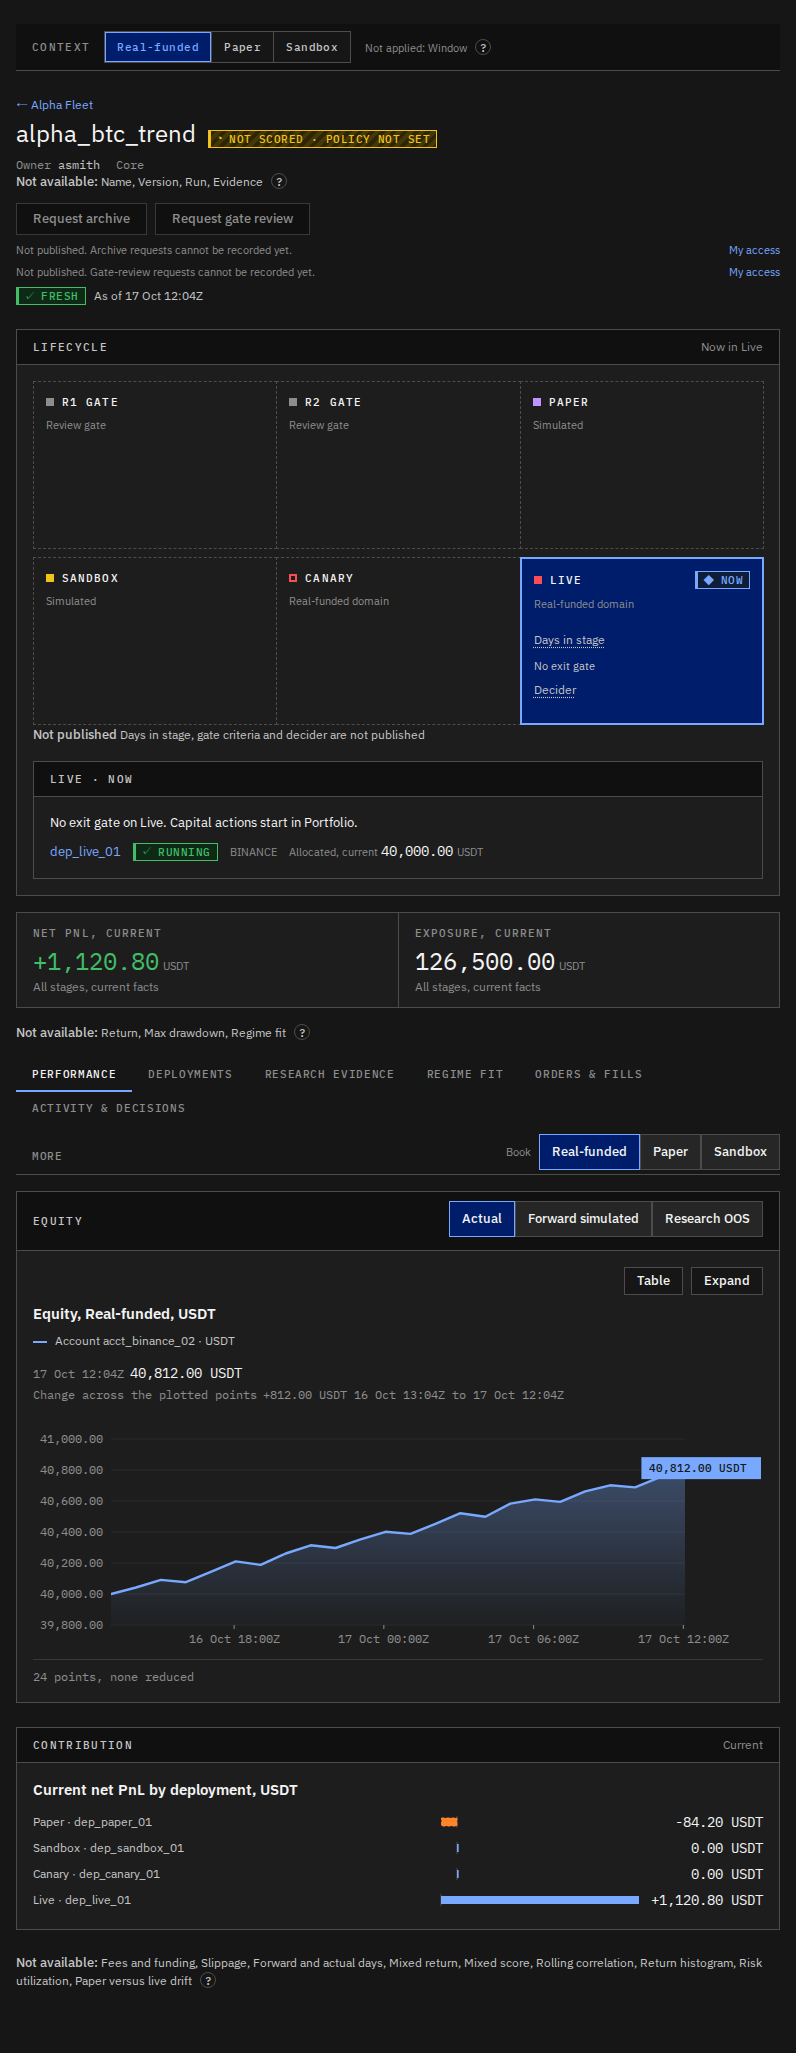 CONTEXT Real-funded Paper Sandbox Not applied: Window ?
← Alpha Fleet
alpha_btc_trend NOT SCORED · POLICY NOT SET
Owner asmith Core
Not available: Name, Version, Run, Evidence ?
Request archive Request gate review
Not published. Archive requests cannot be recorded yet. My access
Not published. Gate-review requests cannot be recorded yet. My access
✓ FRESH As of 17 Oct 12:04Z
LIFECYCLE Now in Live
R1 GATE R2 GATE PAPER
Review gate Review gate Simulated
SANDBOX CANARY LIVE ◆ NOW
Simulated Real-funded domain Real-funded domain
Days in stage
No exit gate
Decider
Not published Days in stage, gate criteria and decider are not published
LIVE · NOW
No exit gate on Live. Capital actions start in Portfolio.
dep_live_01 ✓ RUNNING BINANCE Allocated, current 40,000.00 USDT
NET PNL, CURRENT EXPOSURE, CURRENT
+1,120.80 USDT 126,500.00 USDT
All stages, current facts All stages, current facts
Not available: Return, Max drawdown, Regime fit ?
PERFORMANCE DEPLOYMENTS RESEARCH EVIDENCE REGIME FIT ORDERS & FILLS
ACTIVITY & DECISIONS
MORE Book Real-funded Paper Sandbox
EQUITY Actual Forward simulated Research OOS
Table Expand
Equity, Real-funded, USDT
Account acct_binance_02 · USDT
17 Oct 12:04Z 40,812.00 USDT
Change across the plotted points +812.00 USDT 16 Oct 13:04Z to 17 Oct 12:04Z
41,000.00
40,800.00 40,812.00 USDT
40,600.00
40,400.00
40,200.00
40,000.00
39,800.00
16 Oct 18:00Z 17 Oct 00:00Z 17 Oct 06:00Z 17 Oct 12:00Z
24 points, none reduced
CONTRIBUTION Current
Current net PnL by deployment, USDT
Paper · dep_paper_01 -84.20 USDT
Sandbox · dep_sandbox_01 0.00 USDT
Canary · dep_canary_01 0.00 USDT
Live · dep_live_01 +1,120.80 USDT
Not available: Fees and funding, Slippage, Forward and actual days, Mixed return, Mixed score, Rolling correlation, Return histogram, Risk
utilization, Paper versus live drift ?